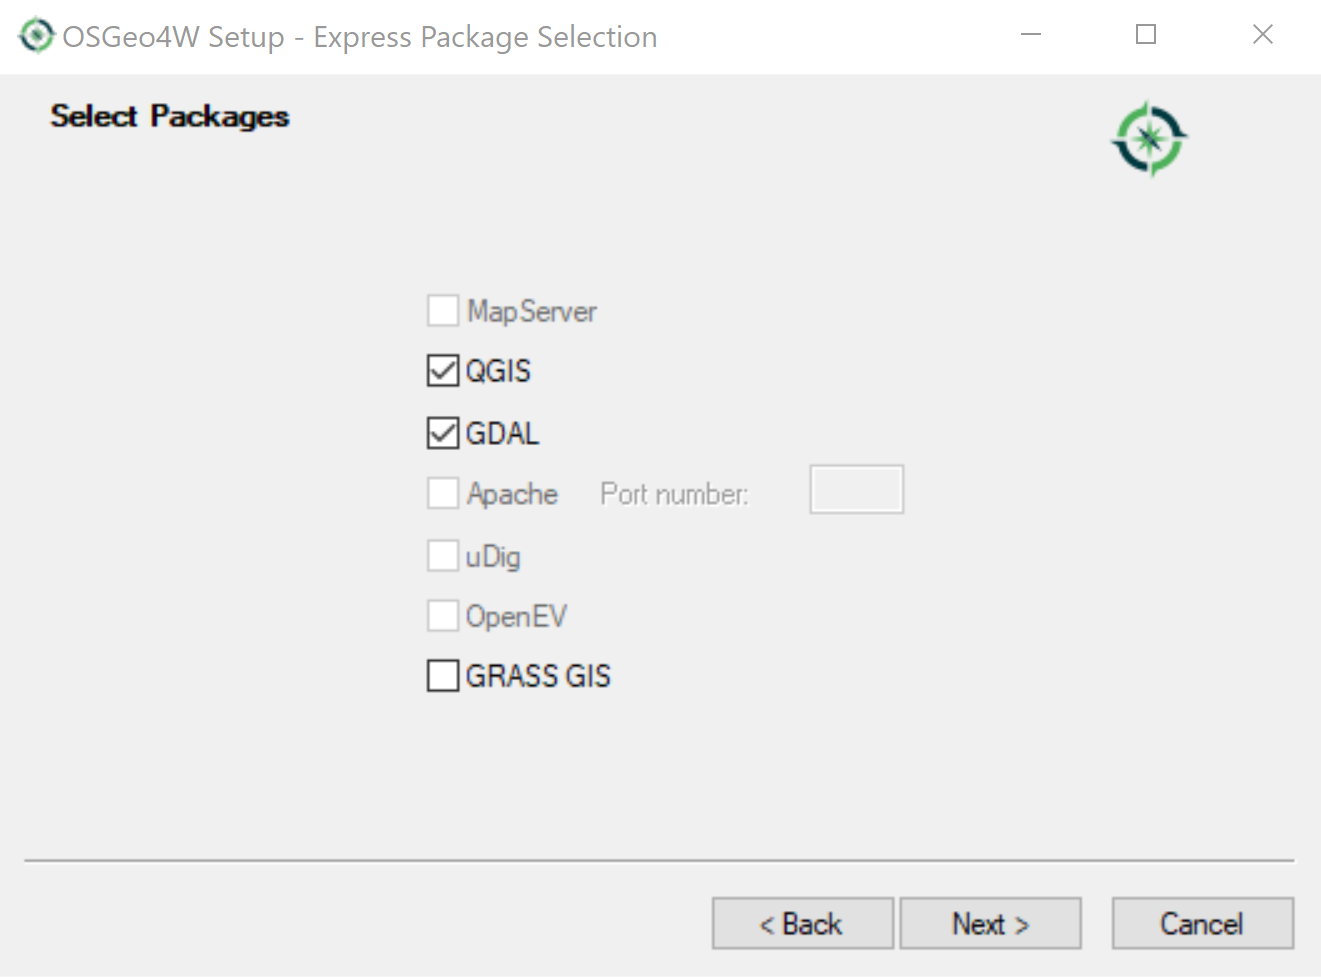 OSGeo4W Setup - Express Package Selection
Select Packages
MapServer
QGIS
GDAL
Apache Port number:
uDig
OpenEV
GRASS GIS
< Back Next > Cancel